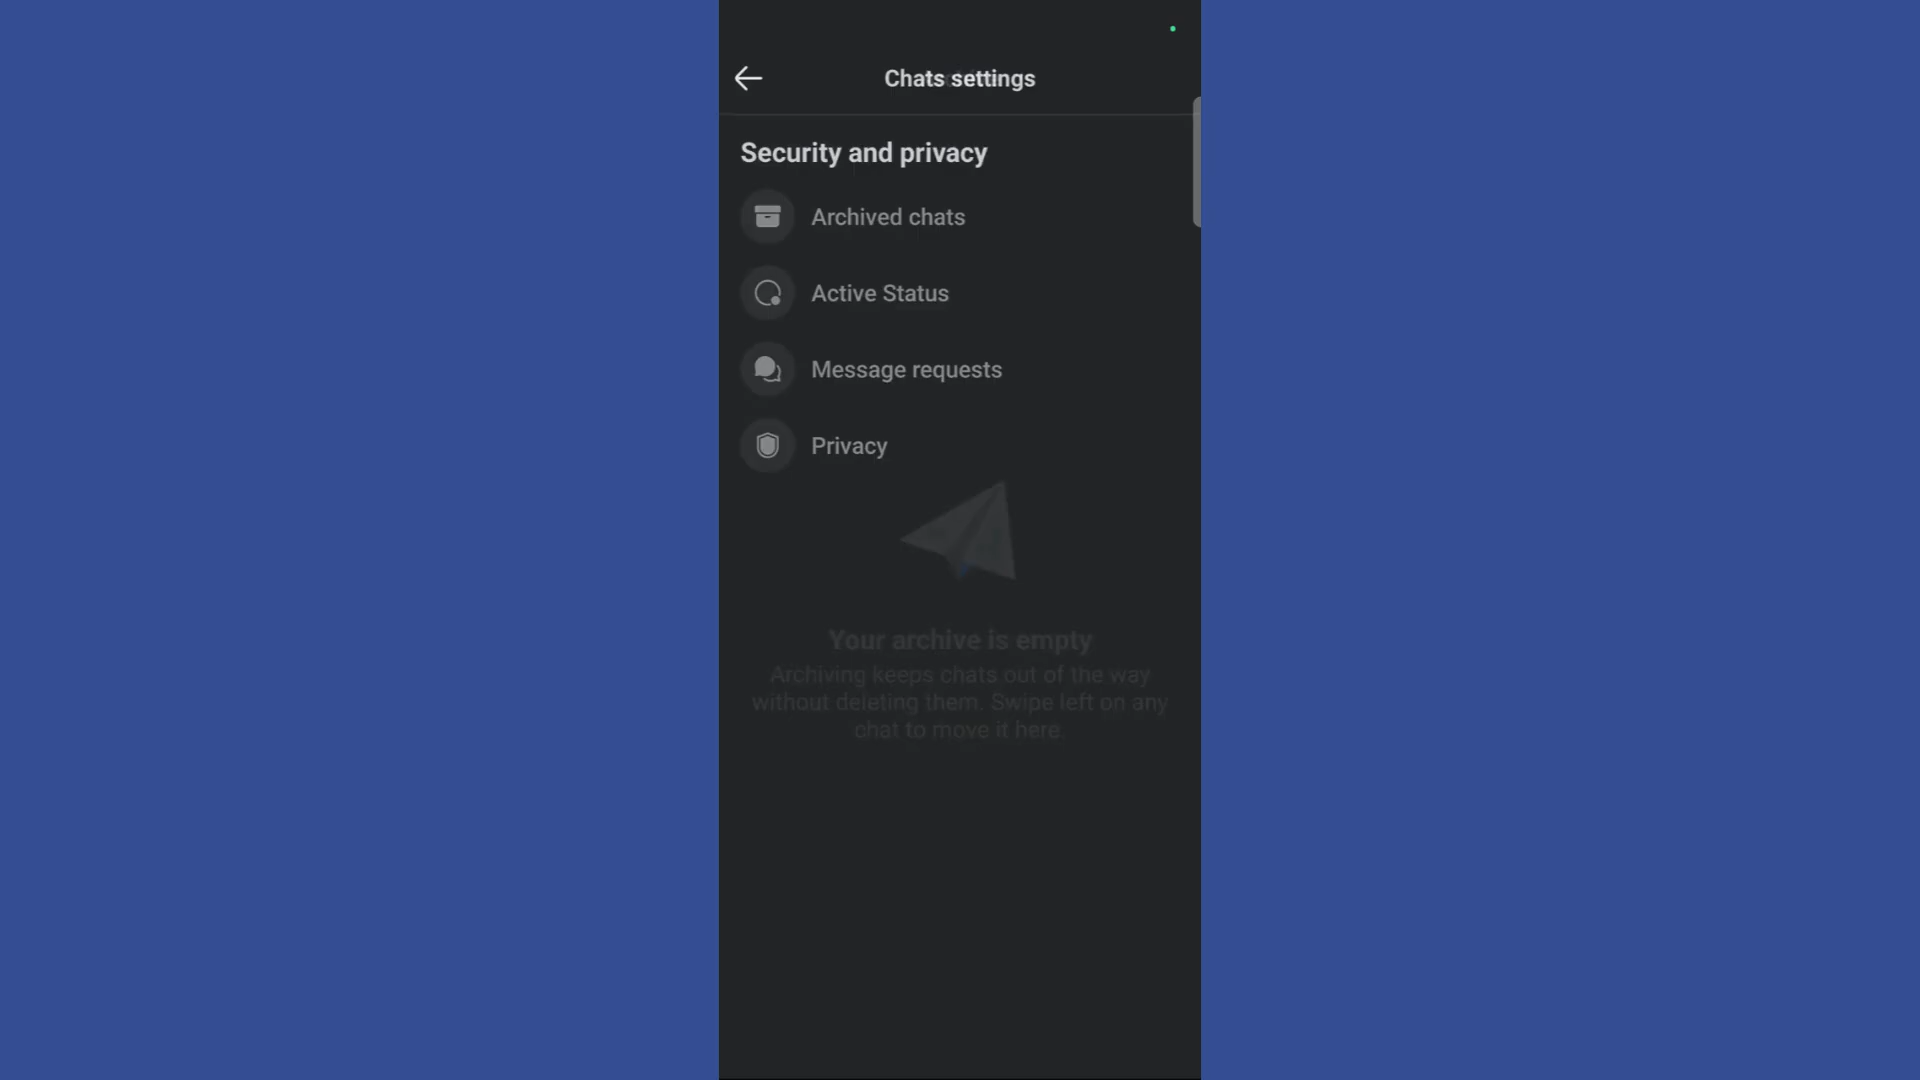 Chats settings
Security and privacy
Archived chats
Active Status
Message requests
Privacy
Your archive is empty
Archiving keeps chats out of the way
without deleting them. Swipe left on any
chat to move it here.